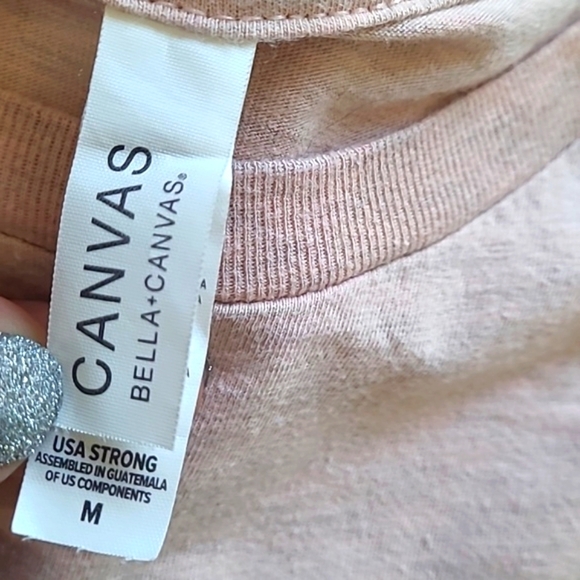 CANVAS
BELLA+CANVAS®
USA STRONG
ASSEMBLED IN GUATEMALA
OF US COMPONENTS
M